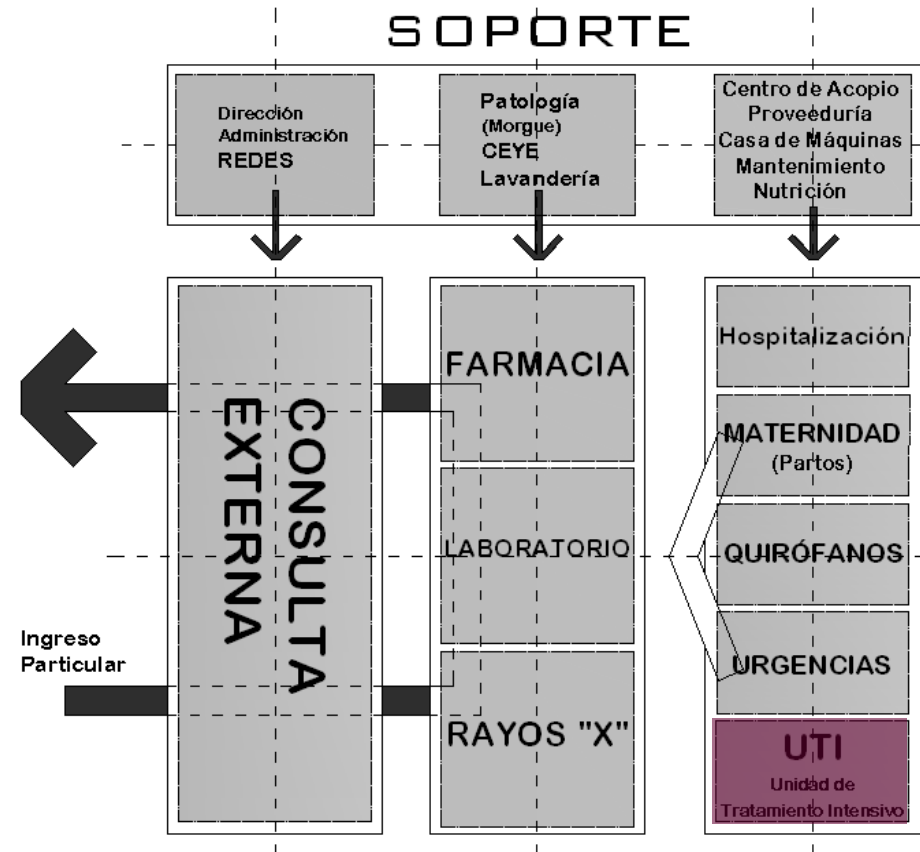 SOPORTE
Dirección
Administración
REDES
Patología
(Morgue)
CEYE
Lavandería
Centro de Acopio
Proveeduría
Casa de Máquinas
Mantenimiento
Nutrición
CONSULTA
EXTERNA
Ingreso
Particular
FARMACIA
LABORATORIO
RAYOS "X"
Hospitalización
MATERNIDAD
(Partos)
QUIRÓFANOS
URGENCIAS
UTI
Unidad de
Tratamiento Intensivo